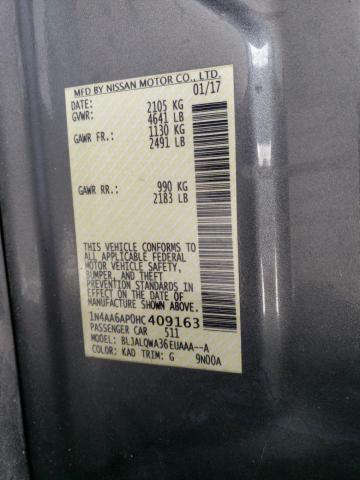 MFD BY NISSAN MOTOR CO., LTD.
DATE: 01/17
GVWR: 2105 KG
4641 LB
GAWR FR.: 1130 KG
2491 LB
GAWR RR.: 990 KG
2183 LB
THIS VEHICLE CONFORMS TO
ALL APPLICABLE FEDERAL
MOTOR VEHICLE SAFETY,
BUMPER, AND THEFT
PREVENTION STANDARDS IN
EFFECT ON THE DATE OF
MANUFACTURE SHOWN ABOVE.
1N4AA6AP0HC409163
PASSENGER CAR 511
MODEL: BLJALQWA36EUAAA--A
COLOR: KAD TRIM: G 9N00A